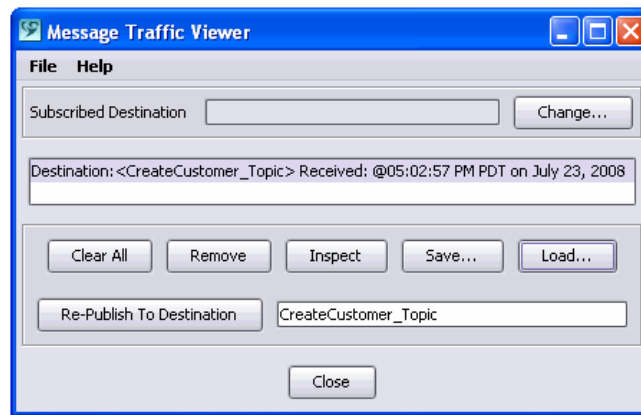 Message Traffic Viewer
File Help
Subscribed Destination Change...
Destination:<CreateCustomer_Topic> Received: @05:02:57 PM PDT on July 23, 2008
Clear All Remove Inspect Save... Load...
Re-Publish To Destination CreateCustomer_Topic
Close